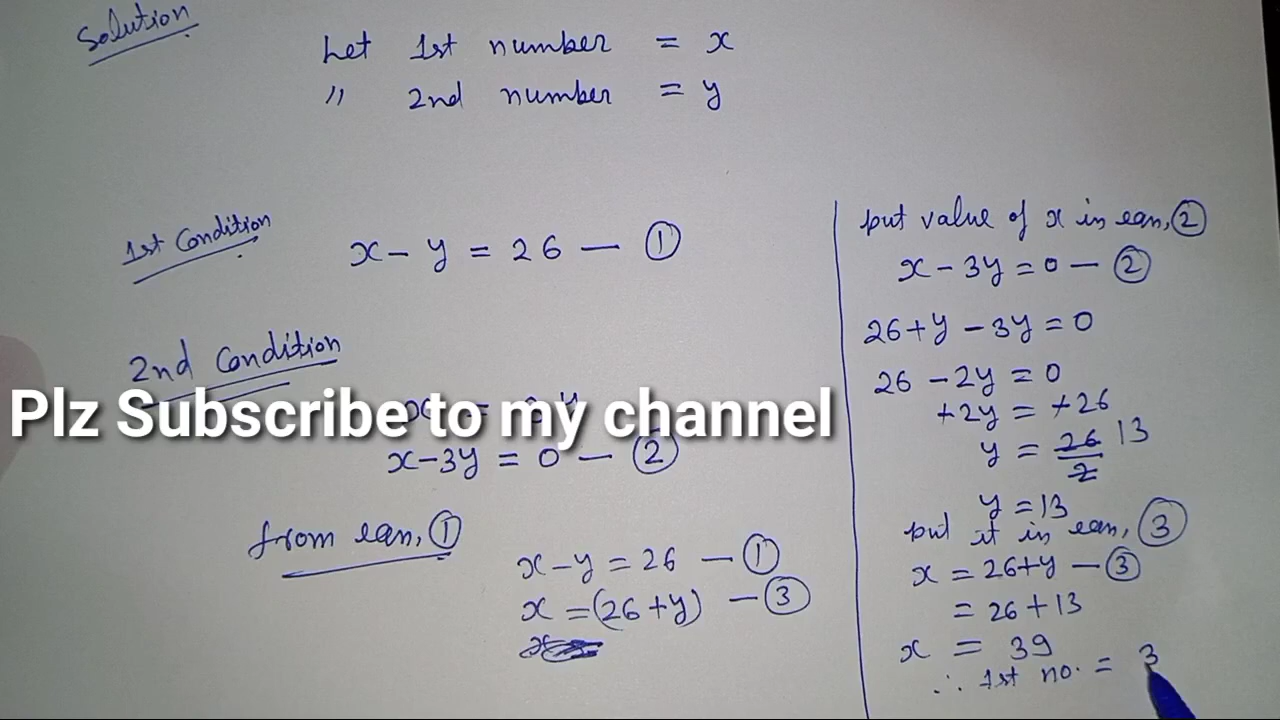 Solution
Let 1st number = x
" 2nd number = y
1st Condition
x - y = 26 — ①
2nd Condition
Plz Subscribe to my channel
x - 3y = 0 — ②
from eqn, ①
x - y = 26 — ①
x = (26 + y) — ③
put value of x in eqn, ②
x - 3y = 0 — ②
26 + y - 3y = 0
26 - 2y = 0
+2y = +26
y = 26/2 13
y = 13
put it in eqn, ③
x = 26 + y — ③
= 26 + 13
x = 39
∴ 1st no. = 3